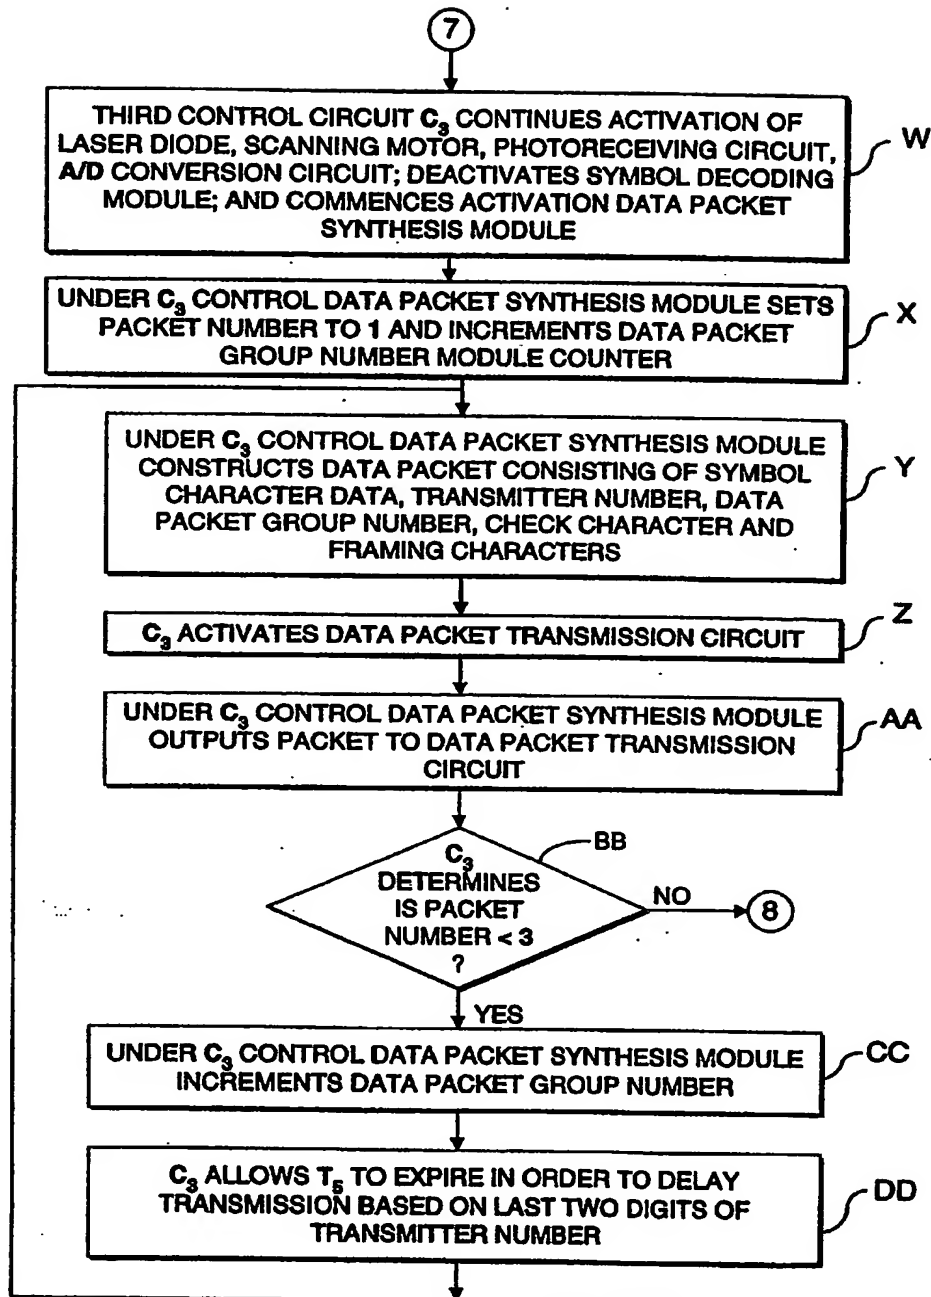 7
THIRD CONTROL CIRCUIT C₃ CONTINUES ACTIVATION OF
LASER DIODE, SCANNING MOTOR, PHOTORECEIVING CIRCUIT,
A/D CONVERSION CIRCUIT; DEACTIVATES SYMBOL DECODING
MODULE; AND COMMENCES ACTIVATION DATA PACKET
SYNTHESIS MODULE
W
UNDER C₃ CONTROL DATA PACKET SYNTHESIS MODULE SETS
PACKET NUMBER TO 1 AND INCREMENTS DATA PACKET
GROUP NUMBER MODULE COUNTER
X
UNDER C₃ CONTROL DATA PACKET SYNTHESIS MODULE
CONSTRUCTS DATA PACKET CONSISTING OF SYMBOL
CHARACTER DATA, TRANSMITTER NUMBER, DATA
PACKET GROUP NUMBER, CHECK CHARACTER AND
FRAMING CHARACTERS
Y
C₃ ACTIVATES DATA PACKET TRANSMISSION CIRCUIT
Z
UNDER C₃ CONTROL DATA PACKET SYNTHESIS MODULE
OUTPUTS PACKET TO DATA PACKET TRANSMISSION
CIRCUIT
AA
C₃
DETERMINES
IS PACKET
NUMBER < 3
?
BB
NO
8
YES
UNDER C₃ CONTROL DATA PACKET SYNTHESIS MODULE
INCREMENTS DATA PACKET GROUP NUMBER
CC
C₃ ALLOWS T₅ TO EXPIRE IN ORDER TO DELAY
TRANSMISSION BASED ON LAST TWO DIGITS OF
TRANSMITTER NUMBER
DD